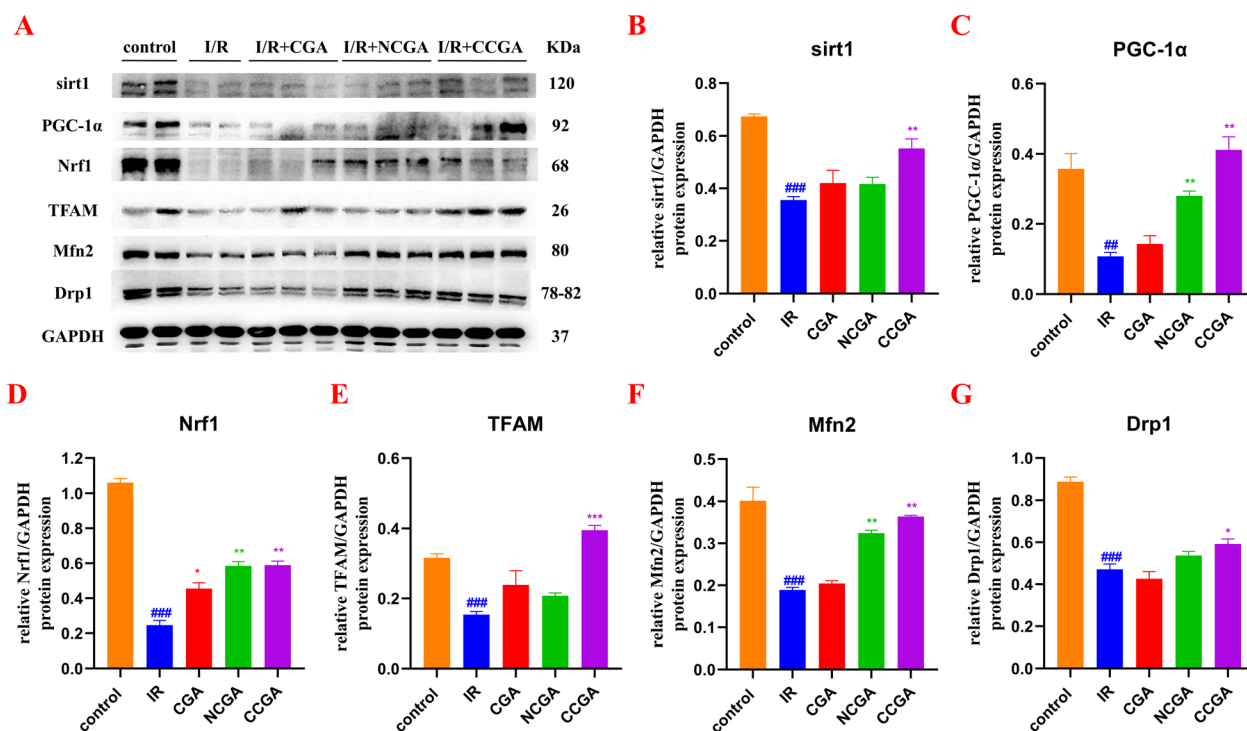 A
control I/R I/R+CGA I/R+NCGA I/R+CCGA KDa
sirt1 120
PGC-1α 92
Nrf1 68
TFAM 26
Mfn2 80
Drp1 78-82
GAPDH 37
B
sirt1
relative sirt1/GAPDH
protein expression
0.8
0.6
0.4
0.2
0.0
###
**
control IR CGA NCGA CCGA
C
PGC-1α
relative PGC-1α/GAPDH
protein expression
0.6
0.4
0.2
0.0
##
**
**
control IR CGA NCGA CCGA
D
Nrf1
relative Nrf1/GAPDH
protein expression
1.2
1.0
0.8
0.6
0.4
0.2
0.0
###
*
**
**
control IR CGA NCGA CCGA
E
TFAM
relative TFAM/GAPDH
protein expression
0.6
0.4
0.2
0.0
###
***
control IR CGA NCGA CCGA
F
Mfn2
relative Mfn2/GAPDH
protein expression
0.5
0.4
0.3
0.2
0.1
0.0
###
**
**
control IR CGA NCGA CCGA
G
Drp1
relative Drp1/GAPDH
protein expression
1.0
0.8
0.6
0.4
0.2
0.0
###
*
control IR CGA NCGA CCGA